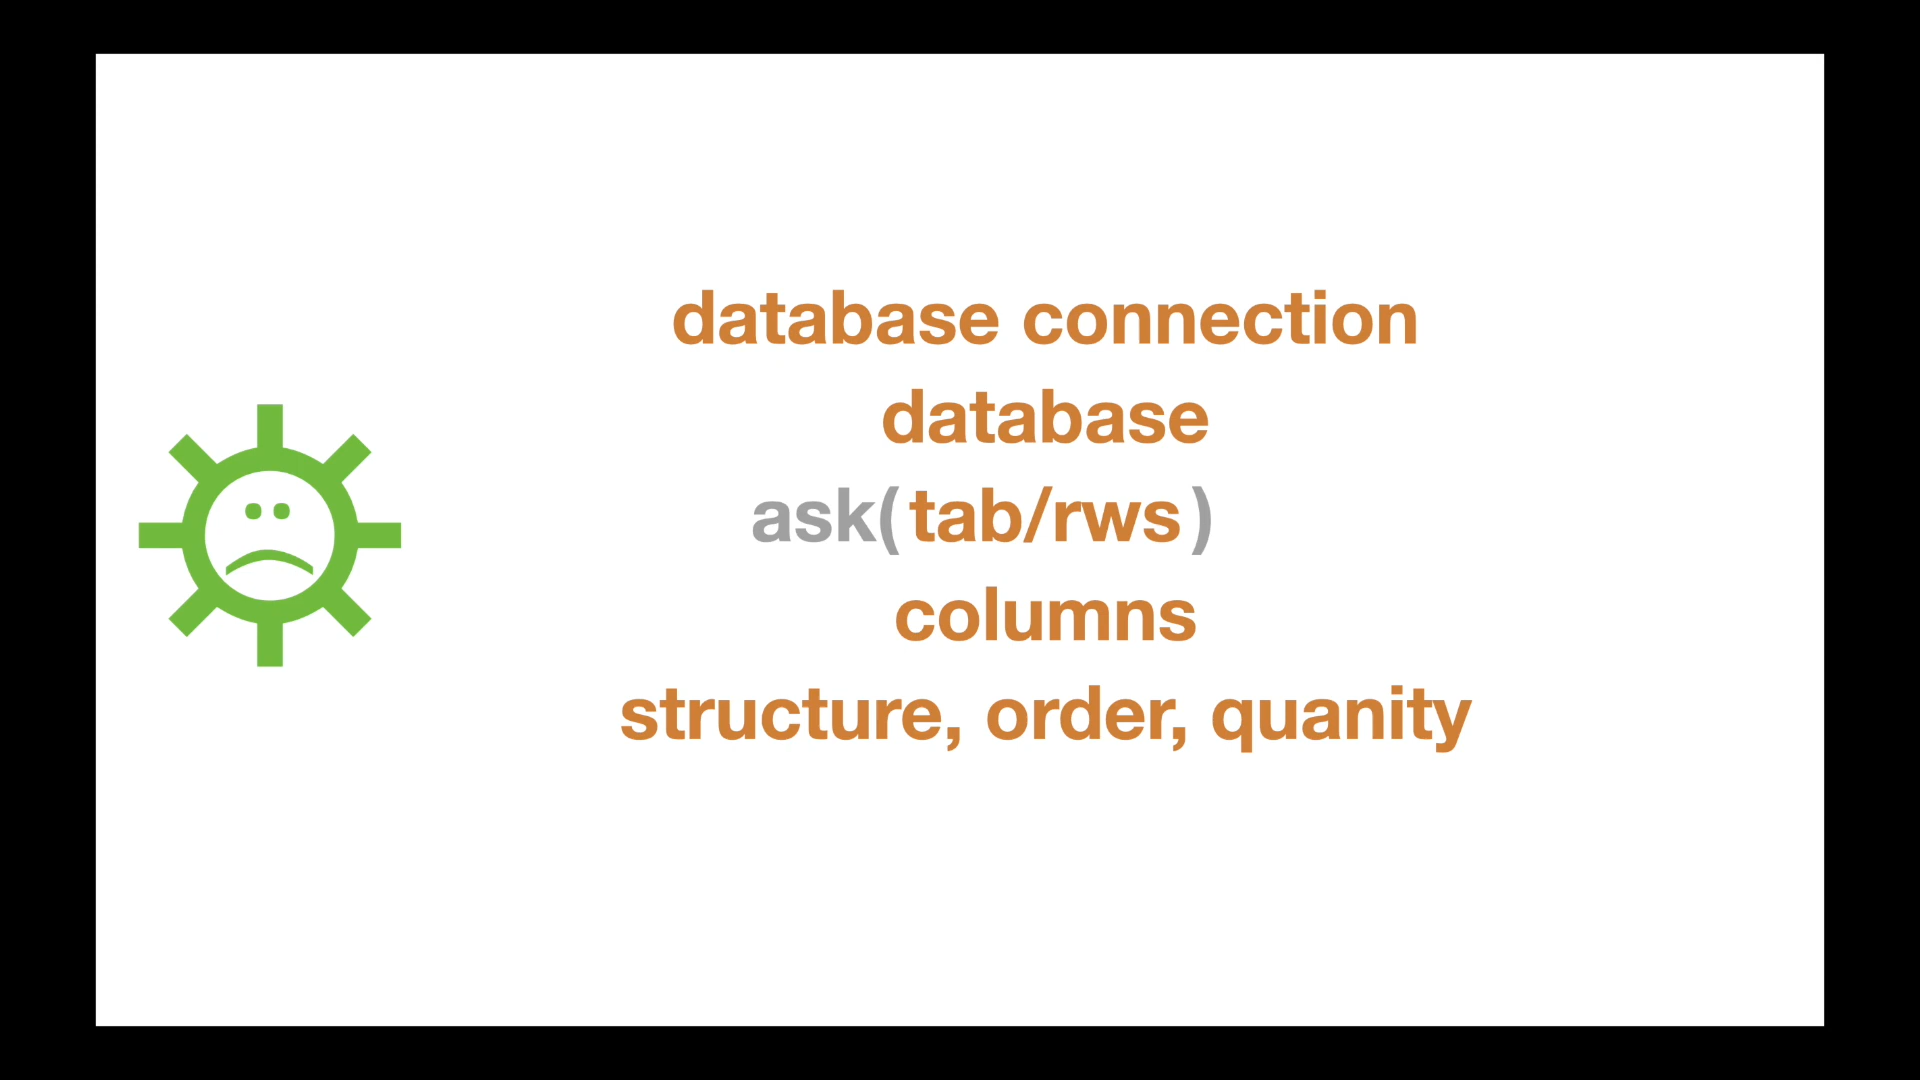 database connection
database
ask(tab/rws)
columns
structure, order, quanity